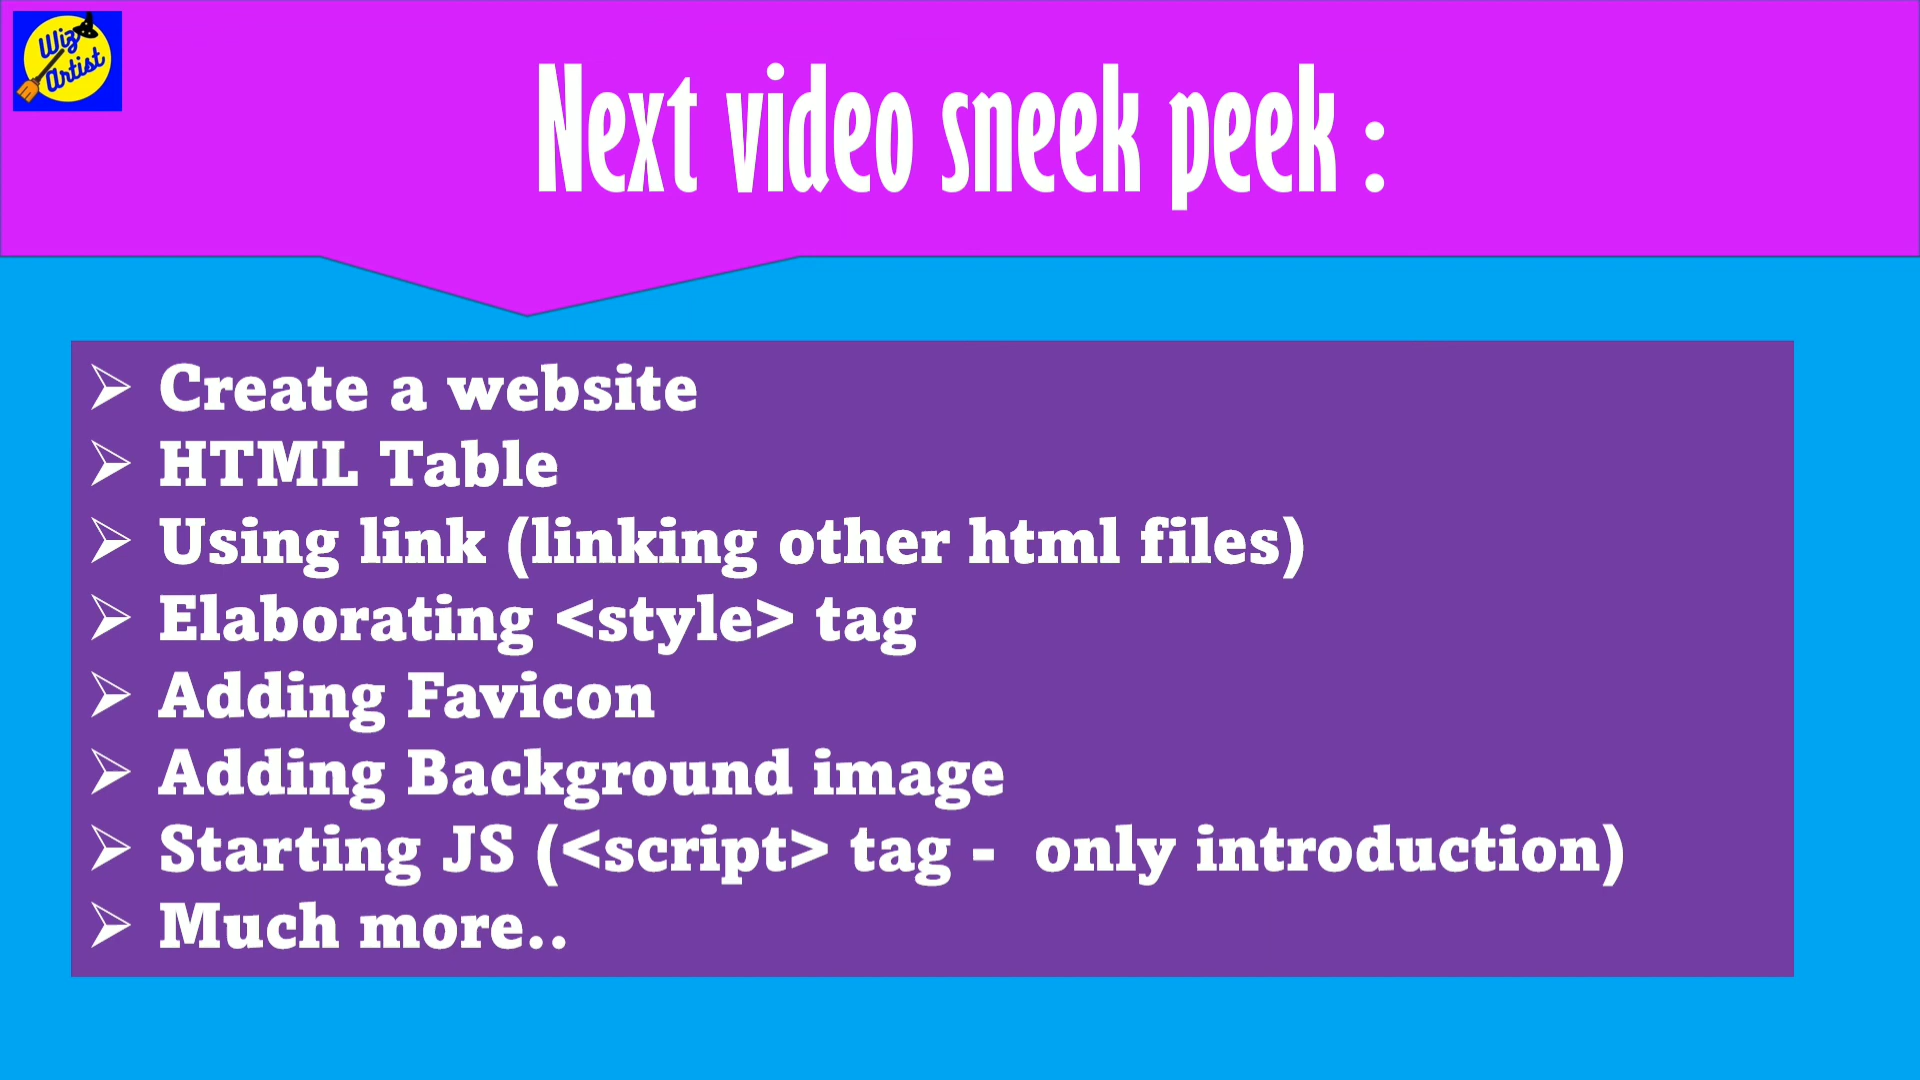 Wiz
Artist
Next video sneek peek :
Create a website
HTML Table
Using link (linking other html files)
Elaborating <style> tag
Adding Favicon
Adding Background image
Starting JS (<script> tag - only introduction)
Much more..